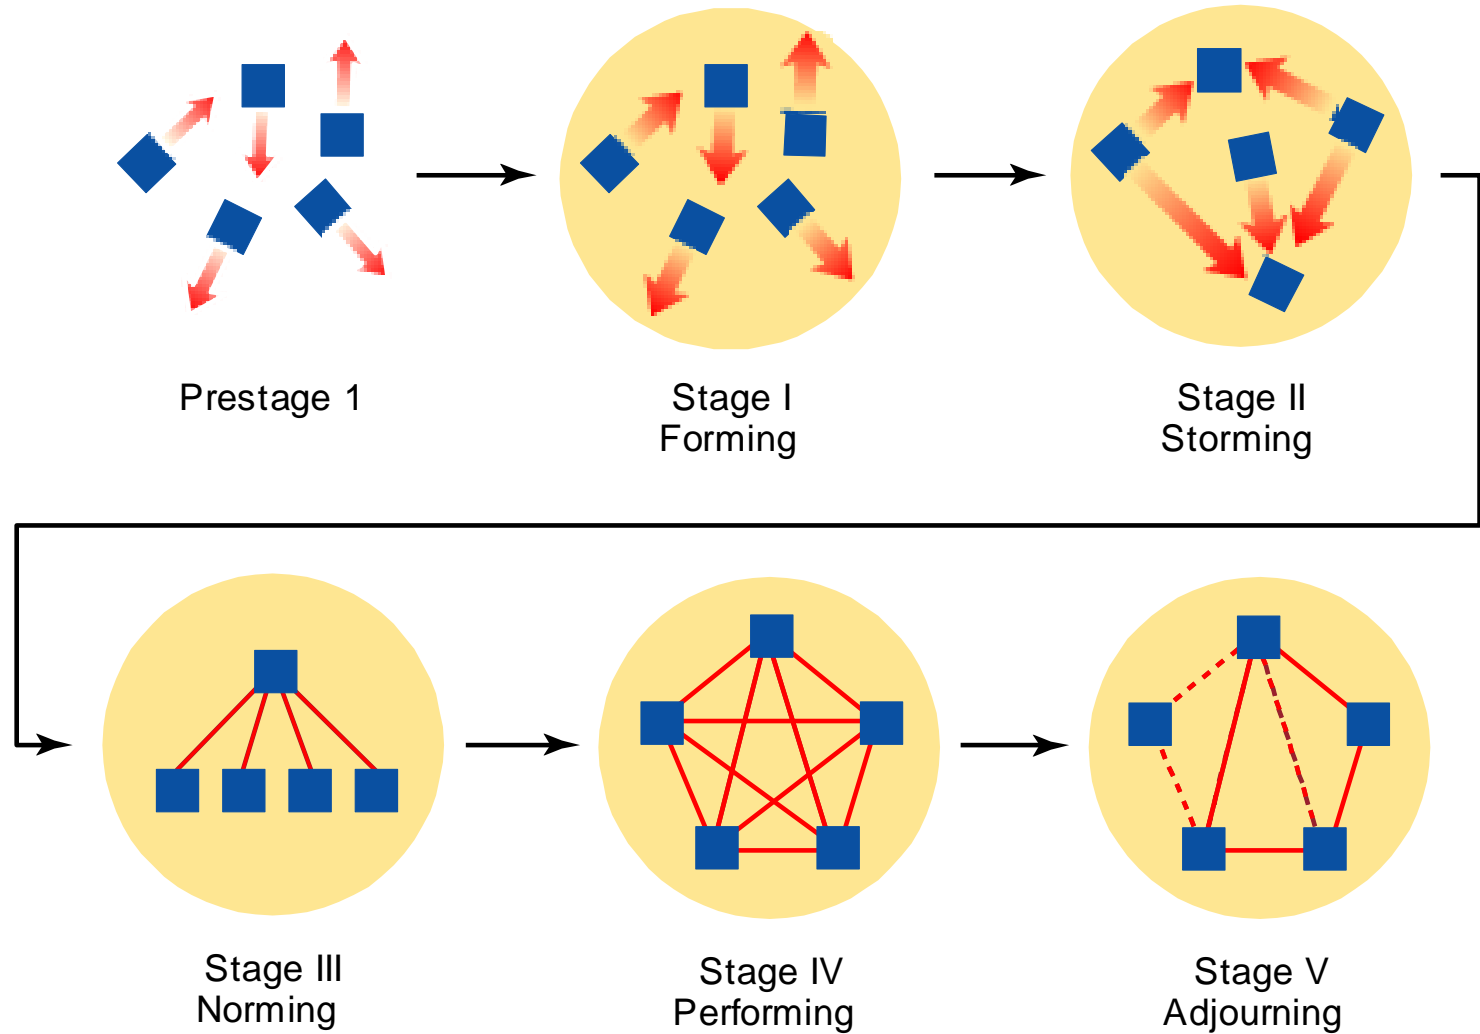 Prestage 1
Stage I
Forming
Stage II
Storming
Stage III
Norming
Stage IV
Performing
Stage V
Adjourning